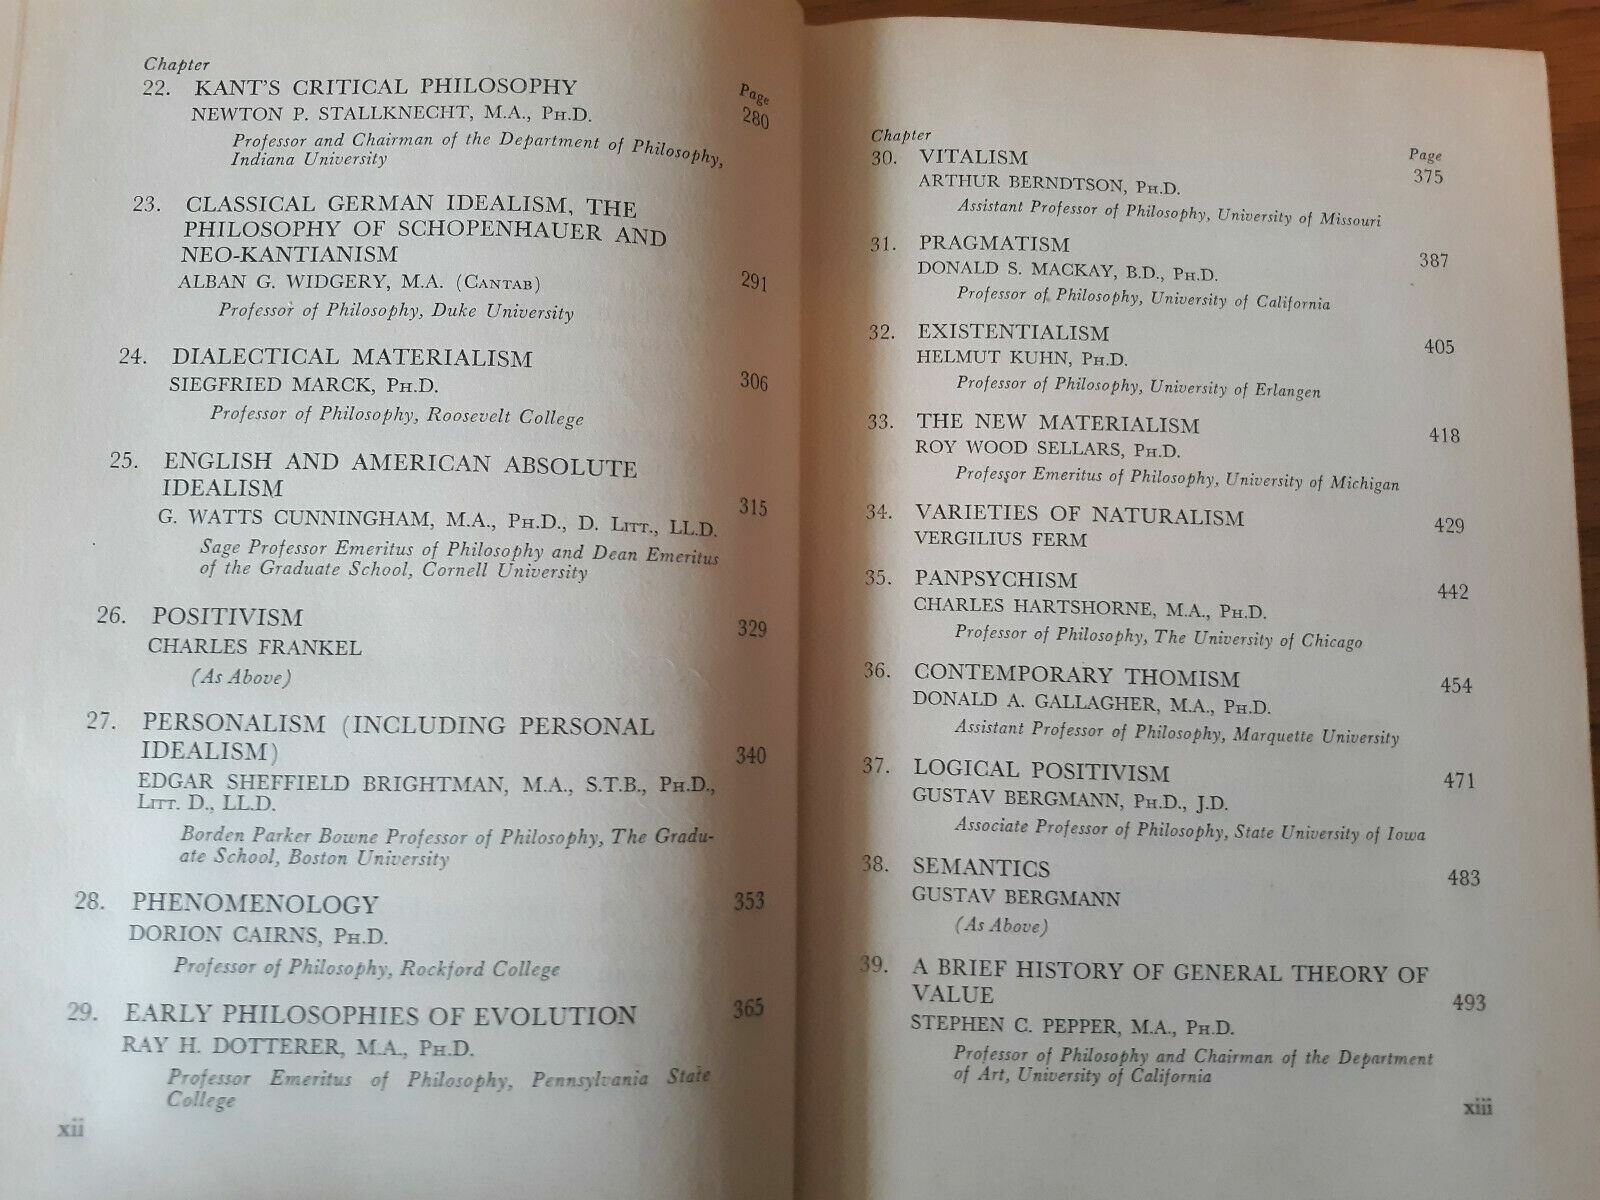 Chapter
Page
22. KANT'S CRITICAL PHILOSOPHY 280
NEWTON P. STALLKNECHT, M.A., PH.D.
Professor and Chairman of the Department of Philosophy,
Indiana University
23. CLASSICAL GERMAN IDEALISM, THE
PHILOSOPHY OF SCHOPENHAUER AND
NEO-KANTIANISM 291
ALBAN G. WIDGERY, M.A. (CANTAB)
Professor of Philosophy, Duke University
24. DIALECTICAL MATERIALISM 306
SIEGFRIED MARCK, PH.D.
Professor of Philosophy, Roosevelt College
25. ENGLISH AND AMERICAN ABSOLUTE
IDEALISM 315
G. WATTS CUNNINGHAM, M.A., PH.D., D. LITT., LL.D.
Sage Professor Emeritus of Philosophy and Dean Emeritus
of the Graduate School, Cornell University
26. POSITIVISM 329
CHARLES FRANKEL
(As Above)
27. PERSONALISM (INCLUDING PERSONAL
IDEALISM) 340
EDGAR SHEFFIELD BRIGHTMAN, M.A., S.T.B., PH.D.,
LITT. D., LL.D.
Borden Parker Bowne Professor of Philosophy, The Gradu-
ate School, Boston University
28. PHENOMENOLOGY 353
DORION CAIRNS, PH.D.
Professor of Philosophy, Rockford College
29. EARLY PHILOSOPHIES OF EVOLUTION 365
RAY H. DOTTERER, M.A., PH.D.
Professor Emeritus of Philosophy, Pennsylvania State
College
xii
Chapter
Page
30. VITALISM 375
ARTHUR BERNDTSON, PH.D.
Assistant Professor of Philosophy, University of Missouri
31. PRAGMATISM 387
DONALD S. MACKAY, B.D., PH.D.
Professor of Philosophy, University of California
32. EXISTENTIALISM 405
HELMUT KUHN, PH.D.
Professor of Philosophy, University of Erlangen
33. THE NEW MATERIALISM 418
ROY WOOD SELLARS, PH.D.
Professor Emeritus of Philosophy, University of Michigan
34. VARIETIES OF NATURALISM 429
VERGILIUS FERM
35. PANPSYCHISM 442
CHARLES HARTSHORNE, M.A., PH.D.
Professor of Philosophy, The University of Chicago
36. CONTEMPORARY THOMISM 454
DONALD A. GALLAGHER, M.A., PH.D.
Assistant Professor of Philosophy, Marquette University
37. LOGICAL POSITIVISM 471
GUSTAV BERGMANN, PH.D., J.D.
Associate Professor of Philosophy, State University of Iowa
38. SEMANTICS 483
GUSTAV BERGMANN
(As Above)
39. A BRIEF HISTORY OF GENERAL THEORY OF
VALUE 493
STEPHEN C. PEPPER, M.A., PH.D.
Professor of Philosophy and Chairman of the Department
of Art, University of California
xiii